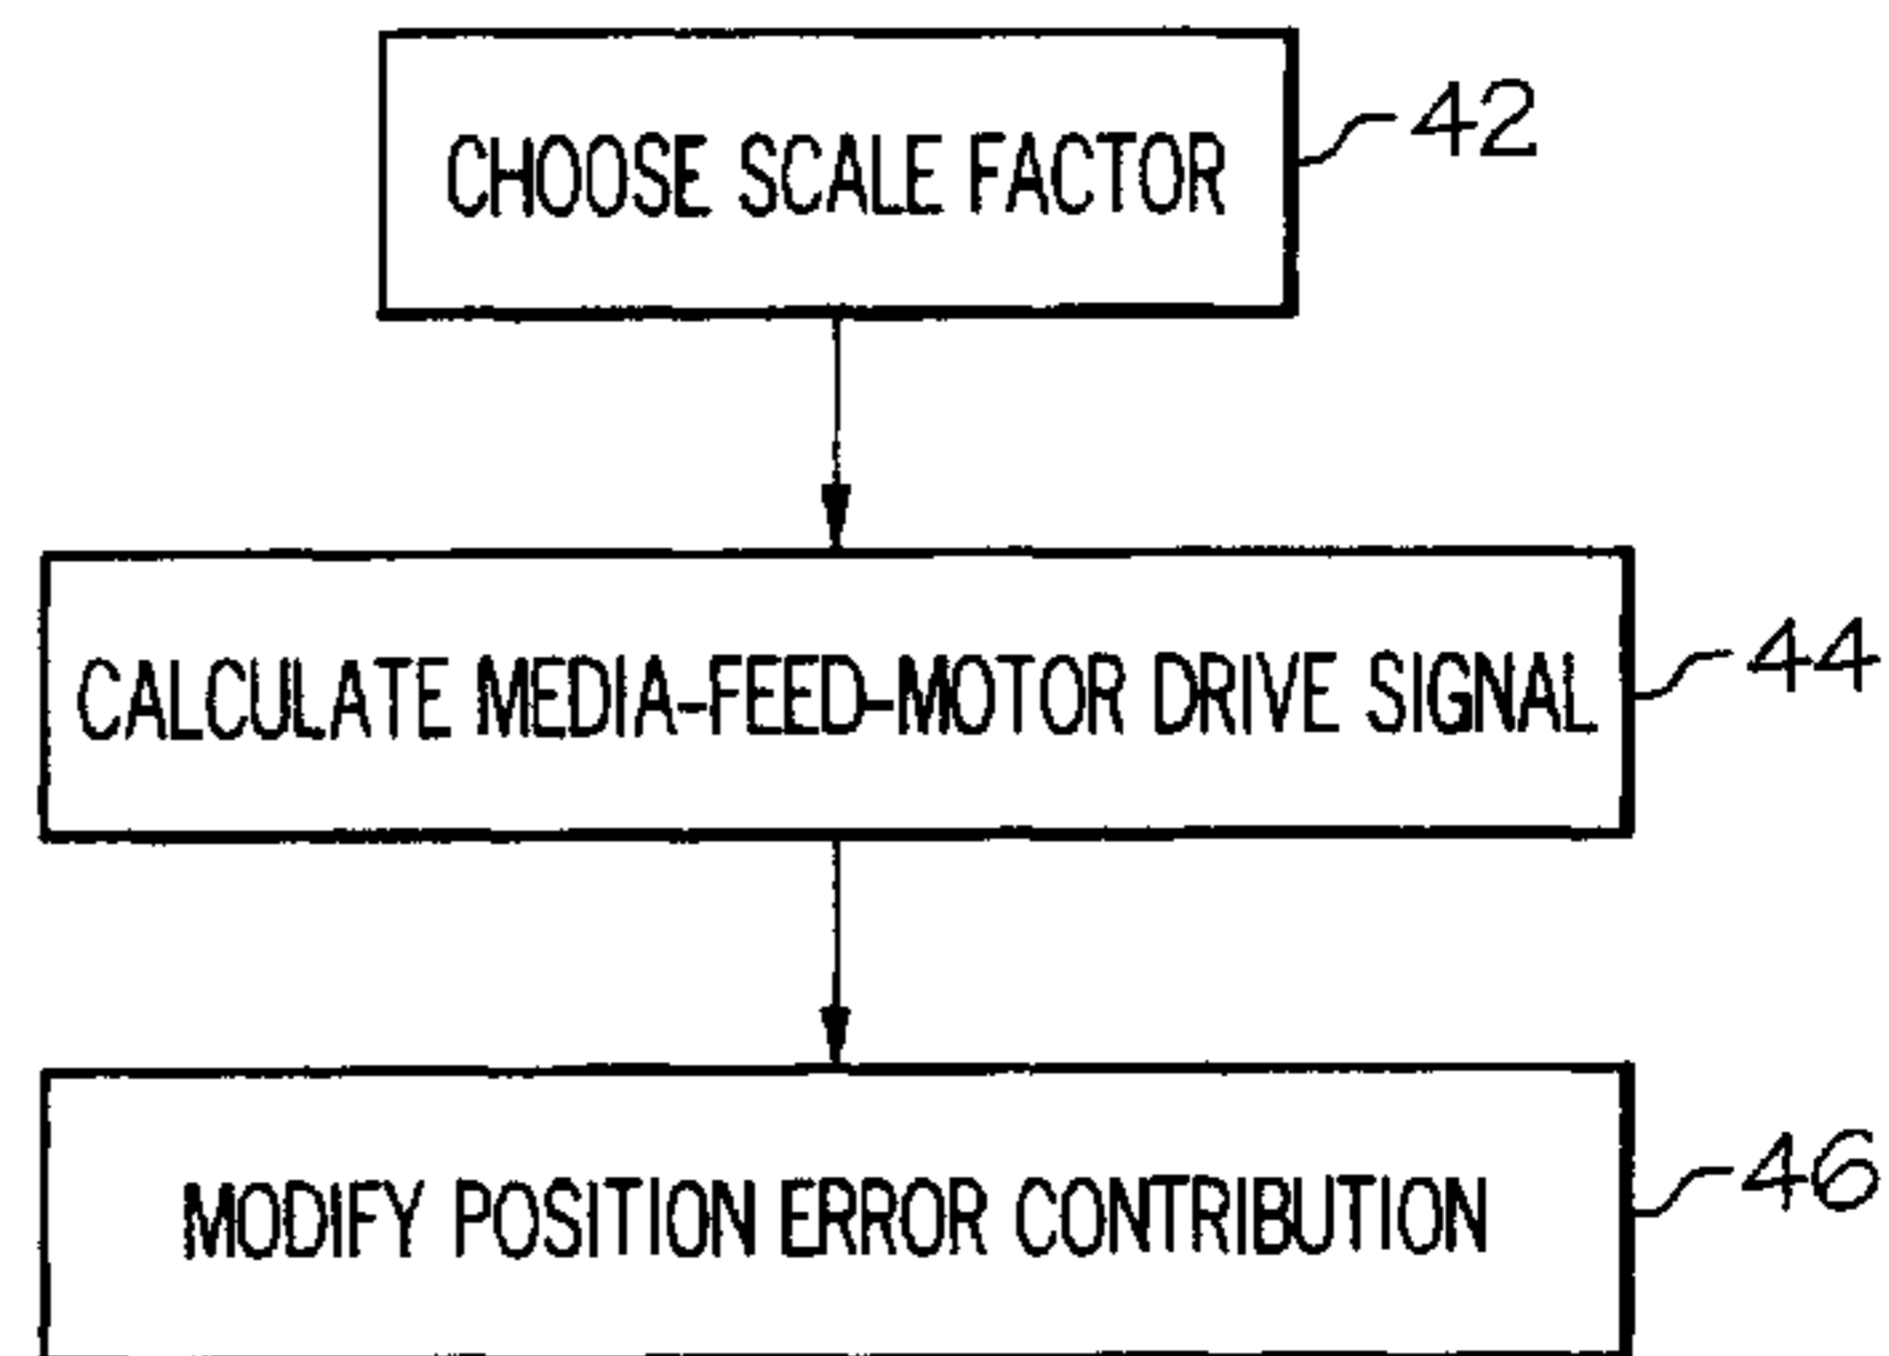 CHOOSE SCALE FACTOR
42
CALCULATE MEDIA-FEED-MOTOR DRIVE SIGNAL
44
MODIFY POSITION ERROR CONTRIBUTION
46